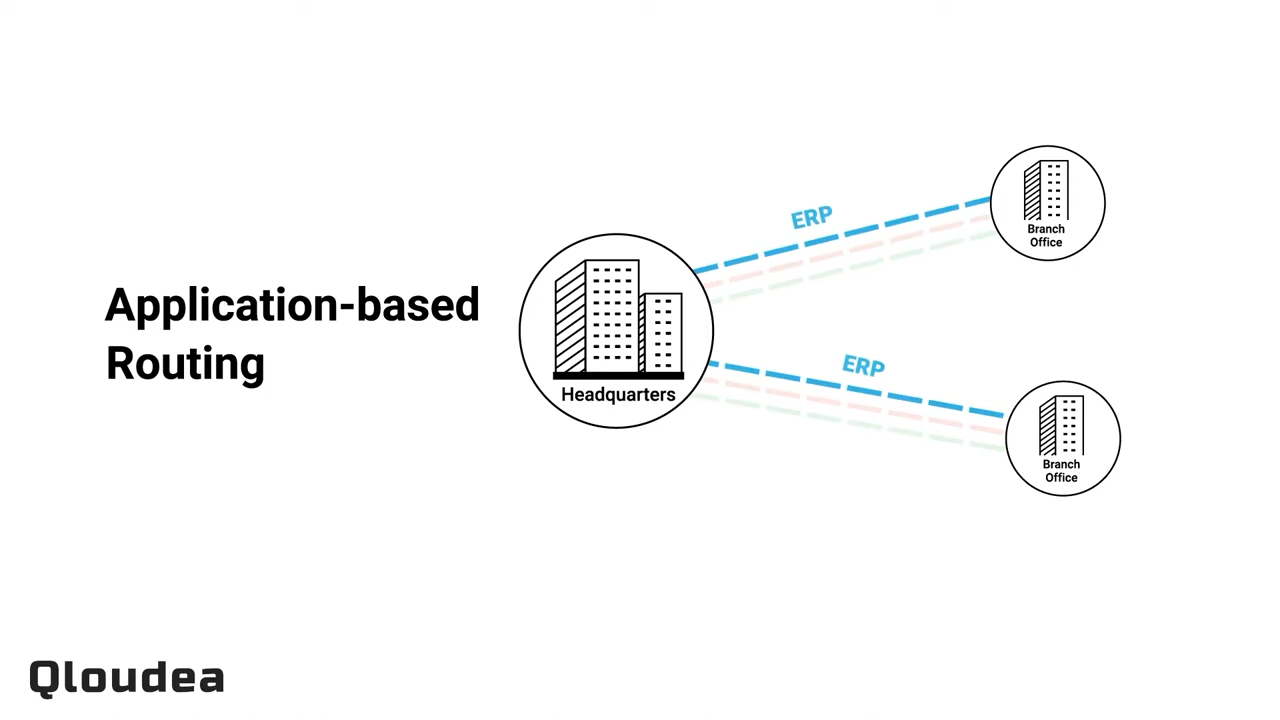 Application-based
Routing
ERP
ERP
Headquarters
Branch
Office
Branch
Office
Qloudea